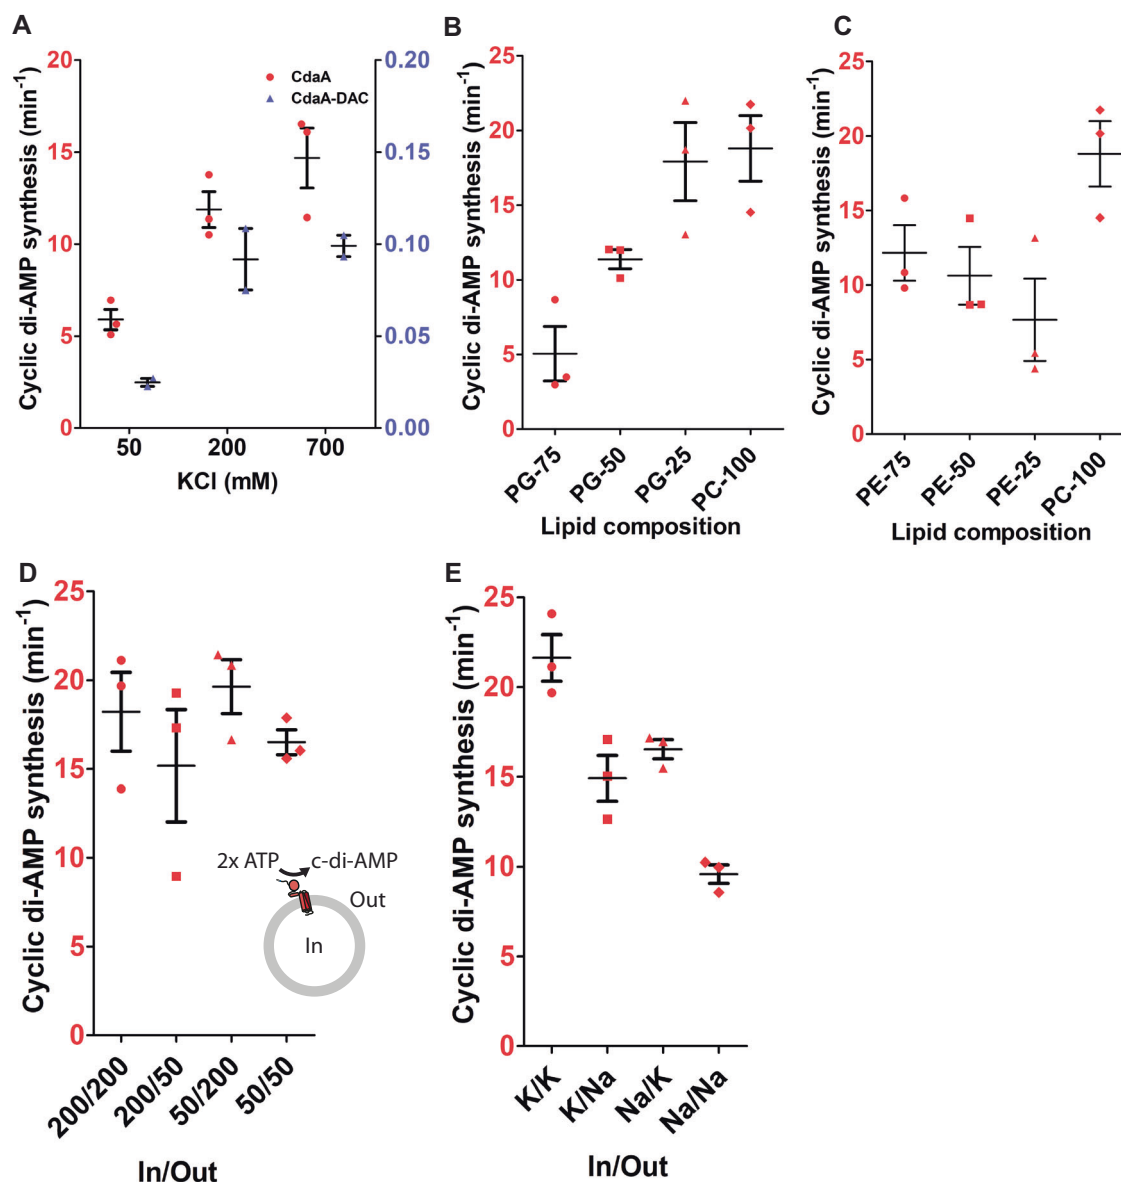 A
Cyclic di-AMP synthesis (min⁻¹)
20
15
10
5
0
0.20
0.15
0.10
0.05
0.00
CdaA
CdaA-DAC
50 200 700
KCl (mM)
B
Cyclic di-AMP synthesis (min⁻¹)
25
20
15
10
5
0
PG-75 PG-50 PG-25 PC-100
Lipid composition
C
Cyclic di-AMP synthesis (min⁻¹)
25
20
15
10
5
0
PE-75 PE-50 PE-25 PC-100
Lipid composition
D
Cyclic di-AMP synthesis (min⁻¹)
25
20
15
10
5
0
2x ATP c-di-AMP
Out
In
200/200 200/50 50/200 50/50
In/Out
E
Cyclic di-AMP synthesis (min⁻¹)
25
20
15
10
5
0
K/K K/Na Na/K Na/Na
In/Out